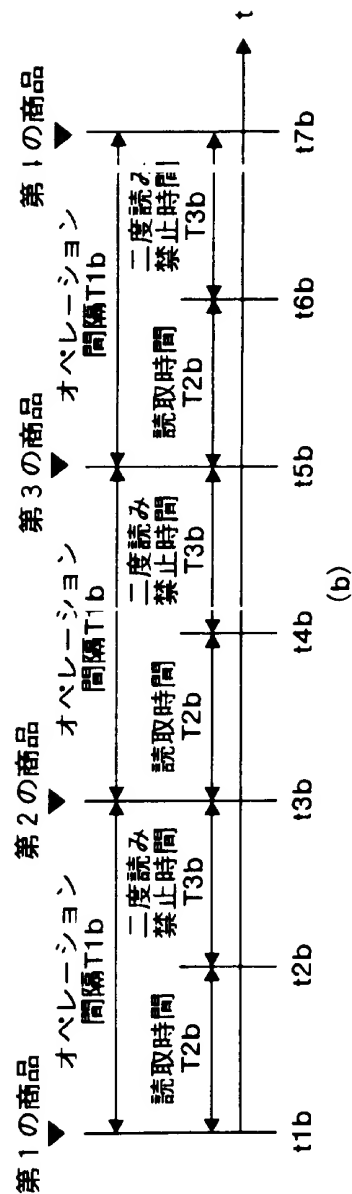 第1の商品
第2の商品
第3の商品
第1の商品
オペレーション
間隔T1b
オペレーション
間隔T1b
オペレーション
間隔T1b
読取時間
T2b
二度読み
禁止時間
T3b
読取時間
T2b
二度読み
禁止時間
T3b
読取時間
T2b
二度読み
禁止時間
T3b
t
t1b
t2b
t3b
t4b
t5b
t6b
t7b
(b)